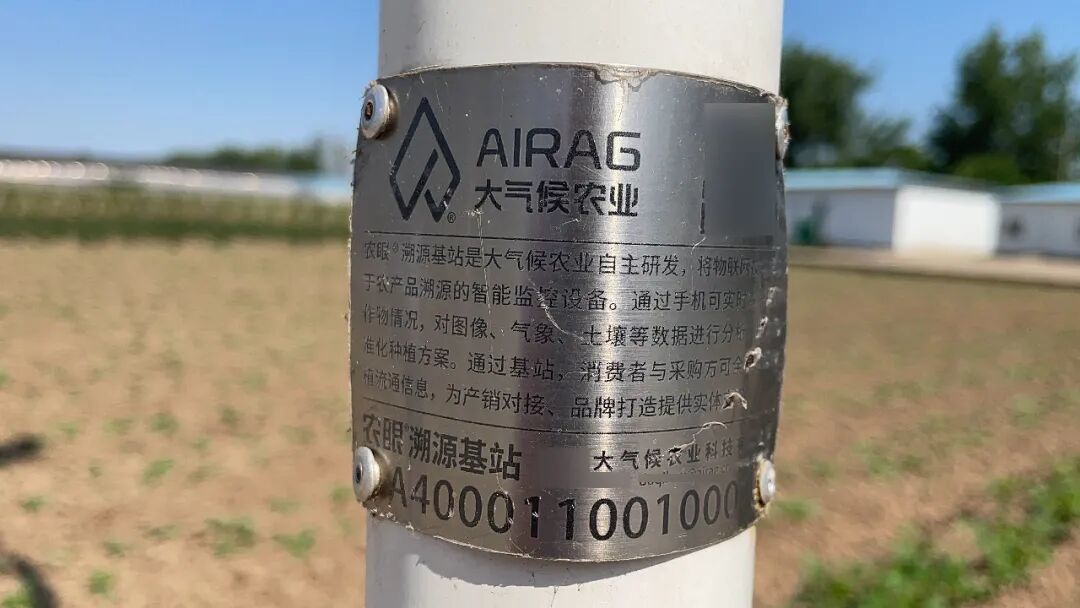 AIRAG
大气候农业
®
农眼®溯源基站是大气候农业自主研发，将物联网
于农产品溯源的智能监控设备。通过手机可实时
作物情况，对图像、气象、土壤等数据进行分析
准化种植方案。通过基站，消费者与采购方可全
植流通信息，为产销对接、品牌打造提供实体
农眼®溯源基站
大气候农业科技
A400011001000